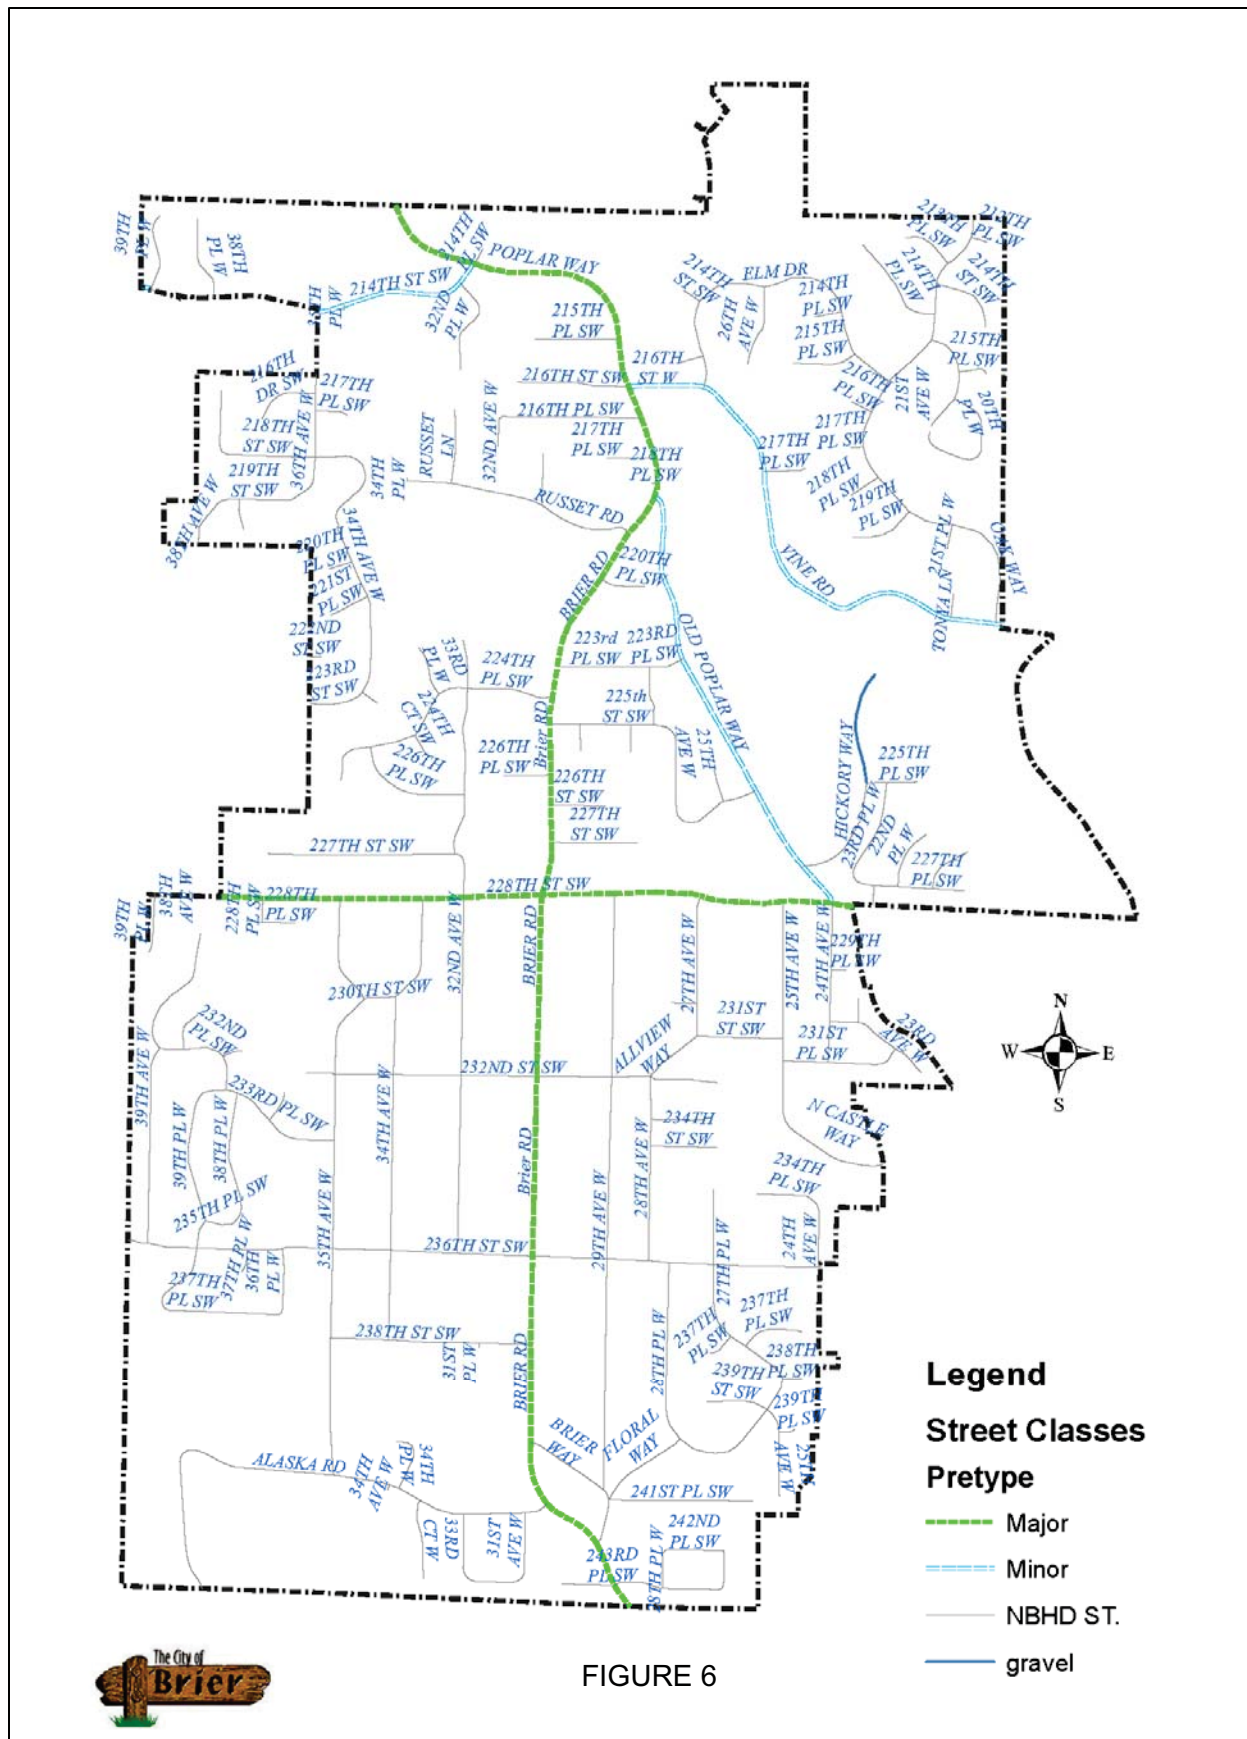 39TH
PL W
38TH
PL W
214TH
PL SW
POPLAR WAY
214TH ST SW
35TH
PL W
32ND
PL W
215TH
PL SW
214TH
ST SW
ELM DR
26TH
AVE W
214TH
PL SW
215TH
PL SW
213TH
PL SW
212TH
PL SW
214TH
PL SW
214TH
ST SW
215TH
PL SW
216TH
ST W
216TH ST SW
216TH PL SW
217TH
PL SW
218TH
PL SW
216TH
PL SW
21ST
AVE W
20TH
PL W
217TH
PL SW
217TH
PL SW
218TH
PL SW
219TH
PL SW
216TH
DR SW
217TH
PL SW
218TH
ST SW
36TH AVE W
219TH
ST SW
38TH AVE W
34TH
PL W
RUSSET
LN
32ND AVE W
RUSSET RD
34TH AVE W
220TH
PL SW
221ST
PL SW
222ND
ST SW
223RD
ST SW
BRIER RD
220TH
PL SW
VINE RD
21ST PL W
TONYA LN
OAK WAY
OLD POPLAR WAY
223rd
PL SW
223RD
PL SW
33RD
PL W
224TH
PL SW
224TH
CT SW
226TH
PL SW
Brier RD
225th
ST SW
25TH
AVE W
226TH
PL SW
226TH
ST SW
227TH
ST SW
HICKORY WAY
225TH
PL SW
23RD PL W
22ND
PL W
227TH
PL SW
227TH ST SW
228TH ST SW
39TH
PL W
38TH
AVE W
228TH
PL SW
228TH
PL SW
32ND AVE W
BRIER RD
27TH AVE W
25TH AVE W
24TH AVE W
229TH
PL SW
230TH ST SW
231ST
ST SW
231ST
PL SW
23RD
AVE W
ALLVIEW
WAY
232ND
PL SW
39TH AVE W
232ND ST SW
233RD PL SW
34TH AVE W
39TH PL W
38TH PL W
Brier RD
234TH
ST SW
28TH AVE W
N CASTLE
WAY
234TH
PL SW
235TH PL SW
35TH AVE W
29TH AVE W
24TH
AVE W
27TH PL W
236TH ST SW
37TH PL W
36TH
PL W
237TH
PL SW
237TH
PL SW
237TH
PL SW
238TH ST SW
31ST
PL W
BRIER RD
28TH PL W
238TH
PL SW
239TH
ST SW
239TH
PL SW
25TH
AVE W
BRIER
WAY
FLORAL
WAY
ALASKA RD
34TH
AVE W
34TH
PL W
241ST PL SW
33RD
CT W
31ST
AVE W
242ND
PL SW
243RD
PL SW
28TH PL W
N
W
E
S
Legend
Street Classes
Pretype
Major
Minor
NBHD ST.
gravel
The City of
Brier
FIGURE 6